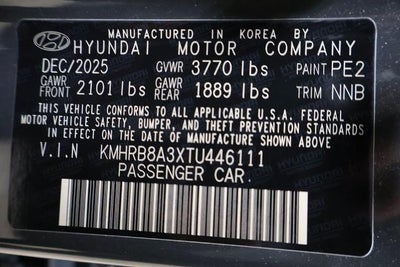 MANUFACTURED IN KOREA BY
HYUNDAI MOTOR COMPANY
DEC/2025 GVWR 3770 lbs PAINT PE2
GAWR FRONT 2101 lbs GAWR REAR 1889 lbs TRIM NNB
THIS VEHICLE CONFORMS TO ALL APPLICABLE U.S.A. FEDERAL
MOTOR VEHICLE SAFETY, BUMPER, AND THEFT PREVENTION STANDARDS
IN EFFECT ON THE DATE OF MANUFACTURE SHOWN ABOVE
V.I.N KMHRB8A3XTU446111
PASSENGER CAR.